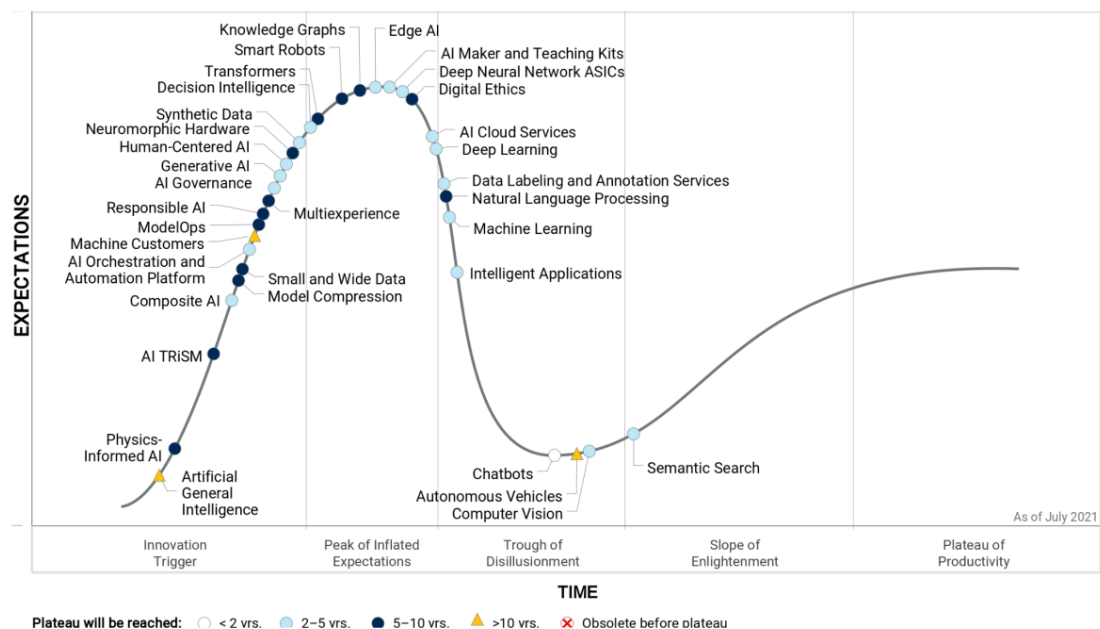 Knowledge Graphs
Edge AI
Smart Robots
AI Maker and Teaching Kits
Transformers
Deep Neural Network ASICs
Decision Intelligence
Digital Ethics
Synthetic Data
Neuromorphic Hardware
AI Cloud Services
Human-Centered AI
Deep Learning
Generative AI
AI Governance
Data Labeling and Annotation Services
Natural Language Processing
Responsible AI
Multiexperience
ModelOps
Machine Learning
Machine Customers
AI Orchestration and
Automation Platform
Intelligent Applications
Small and Wide Data
Model Compression
Composite AI
AI TRiSM
Physics-
Informed AI
Artificial
General
Intelligence
Chatbots
Autonomous Vehicles
Computer Vision
Semantic Search
EXPECTATIONS
As of July 2021
Innovation
Trigger
Peak of Inflated
Expectations
Trough of
Disillusionment
Slope of
Enlightenment
Plateau of
Productivity
TIME
Plateau will be reached: < 2 yrs. 2–5 yrs. 5–10 yrs. >10 yrs. Obsolete before plateau